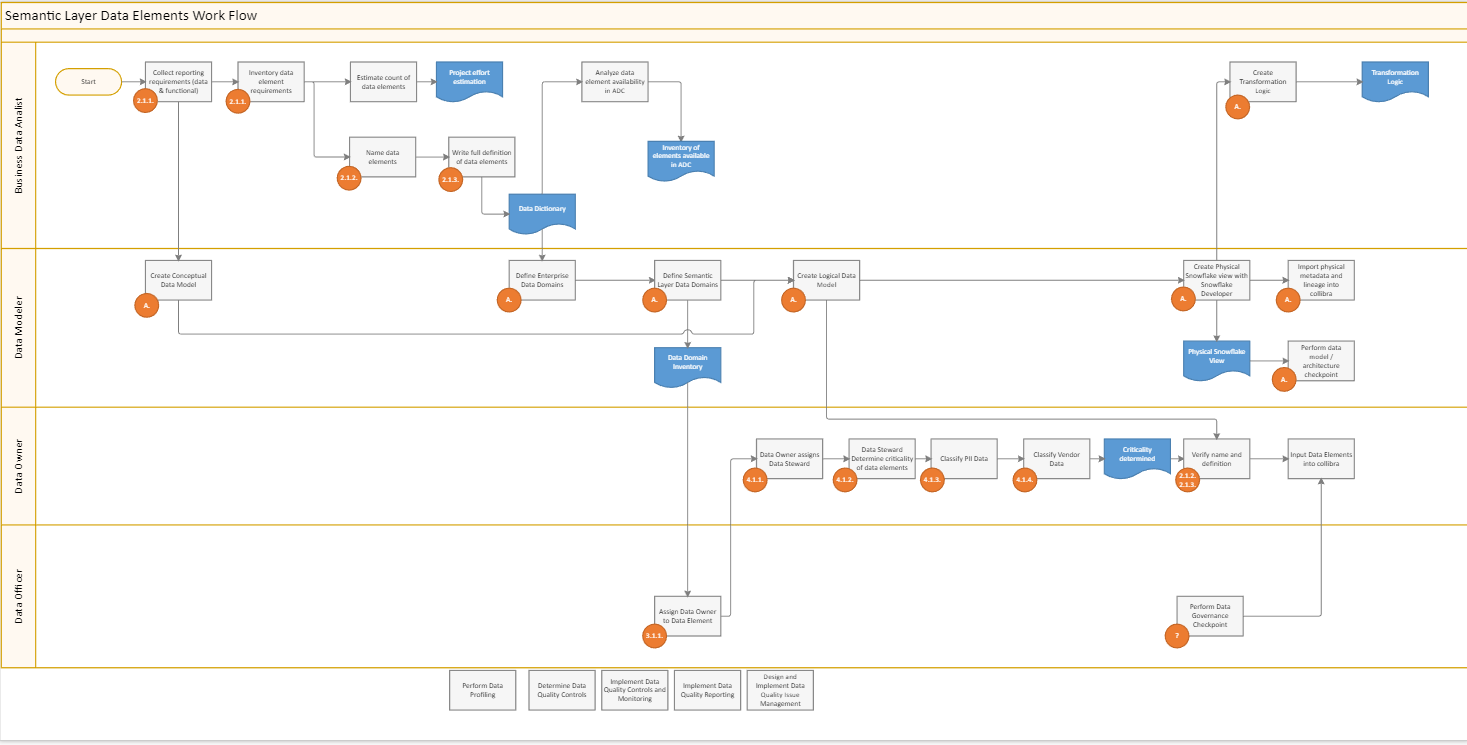 Semantic Layer Data Elements Work Flow
Business Data Analist
Start
Collect reporting
requirements (data
& functional)
2.1.1.
Inventory data
element
requirements
2.1.1.
Estimate count of
data elements
Project effort
estimation
Name data
elements
2.1.2.
Write full definition
of data elements
2.1.3.
Data Dictionary
Analyze data
element availability
in ADC
Inventory of
elements available
in ADC
Create
Transformation
Logic
A.
Transformation
Logic
Data Modeler
Create Conceptual
Data Model
A.
Define Enterprise
Data Domains
A.
Define Semantic
Layer Data Domains
A.
Create Logical Data
Model
A.
Create Physical
Snowflake view with
Snowflake
Developer
A.
Import physical
metadata and
lineage into
collibra
A.
Data Domain
Inventory
Physical Snowflake
View
Perform data
model /
architecture
checkpoint
A.
Data Owner
Data Owner assigns
Data Steward
4.1.1.
Data Steward
Determine criticality
of data elements
4.1.2.
Classify PII Data
4.1.3.
Classify Vendor
Data
4.1.4.
Criticality
determined
Verify name and
definition
2.1.2.
2.1.3.
Input Data Elements
into collibra
Data Officer
Assign Data Owner
to Data Element
3.1.1.
Perform Data
Governance
Checkpoint
?
Perform Data
Profiling
Determine Data
Quality Controls
Implement Data
Quality Controls and
Monitoring
Implement Data
Quality Reporting
Design and
Implement Data
Quality Issue
Management